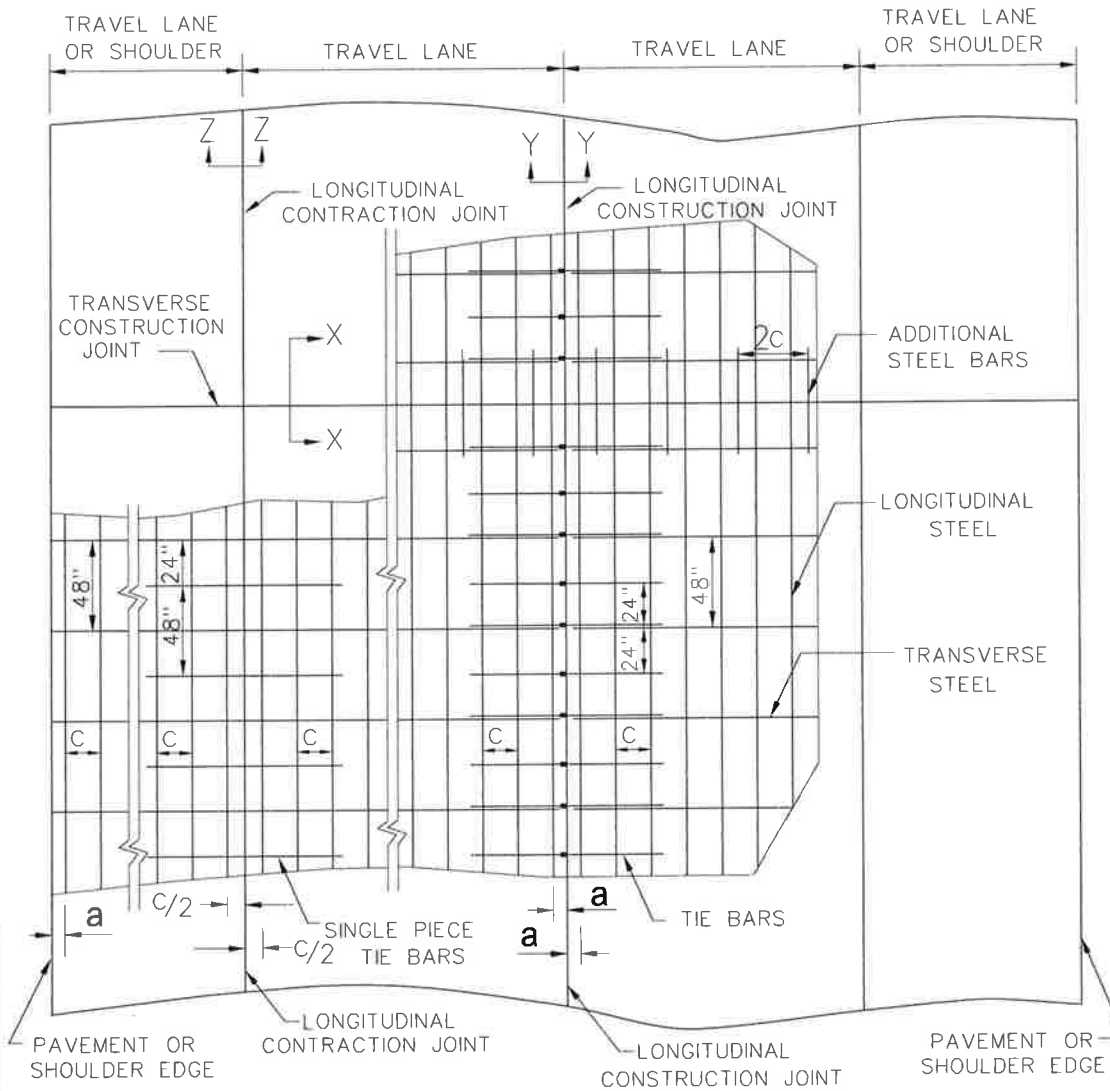 TRAVEL LANE
OR SHOULDER
TRAVEL LANE
TRAVEL LANE
TRAVEL LANE
OR SHOULDER
Z
Z
Y
Y
LONGITUDINAL
CONTRACTION JOINT
LONGITUDINAL
CONSTRUCTION JOINT
TRANSVERSE
CONSTRUCTION
JOINT
X
X
2c
ADDITIONAL
STEEL BARS
LONGITUDINAL
STEEL
48"
24"
48"
24"
24"
48"
TRANSVERSE
STEEL
C
C
C
C
C
a
C/2
C/2
SINGLE PIECE
TIE BARS
a
a
TIE BARS
PAVEMENT OR
SHOULDER EDGE
LONGITUDINAL
CONTRACTION JOINT
LONGITUDINAL
CONSTRUCTION JOINT
PAVEMENT OR
SHOULDER EDGE